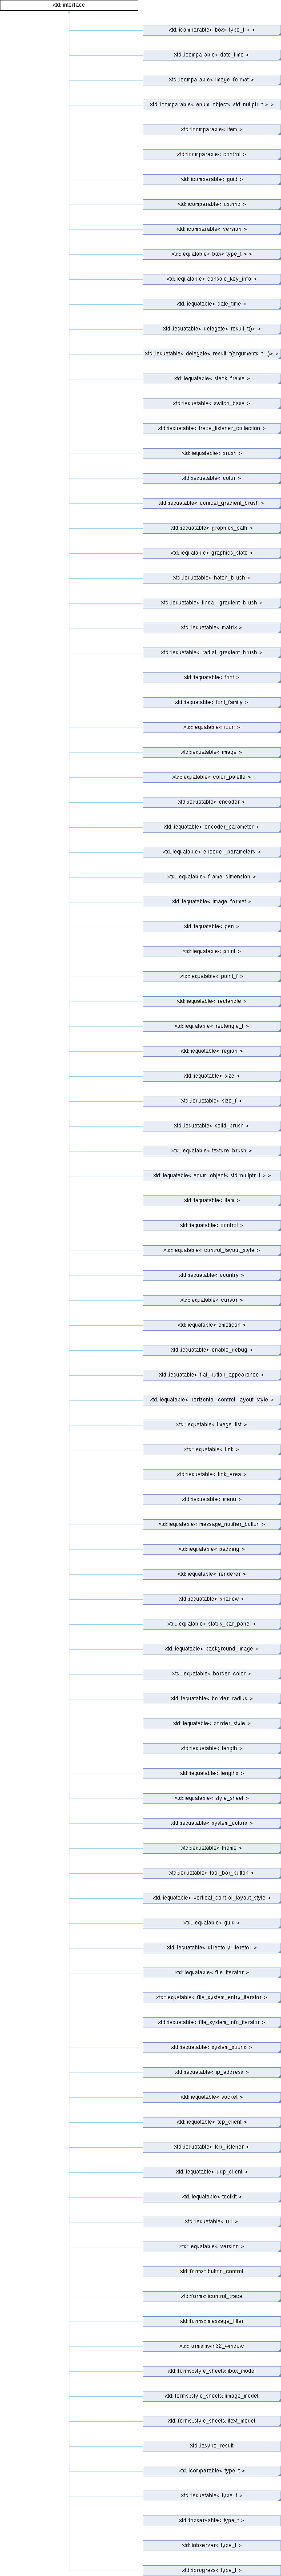 xtd::interface
xtd::icomparable< box< type_t > >
xtd::icomparable< date_time >
xtd::icomparable< image_format >
xtd::icomparable< enum_object< std::nullptr_t > >
xtd::icomparable< item >
xtd::icomparable< control >
xtd::icomparable< guid >
xtd::icomparable< ustring >
xtd::icomparable< version >
xtd::iequatable< box< type_t > >
xtd::iequatable< console_key_info >
xtd::iequatable< date_time >
xtd::iequatable< delegate< result_t()> >
xtd::iequatable< delegate< result_t(arguments_t...)> >
xtd::iequatable< stack_frame >
xtd::iequatable< switch_base >
xtd::iequatable< trace_listener_collection >
xtd::iequatable< brush >
xtd::iequatable< color >
xtd::iequatable< conical_gradient_brush >
xtd::iequatable< graphics_path >
xtd::iequatable< graphics_state >
xtd::iequatable< hatch_brush >
xtd::iequatable< linear_gradient_brush >
xtd::iequatable< matrix >
xtd::iequatable< radial_gradient_brush >
xtd::iequatable< font >
xtd::iequatable< font_family >
xtd::iequatable< icon >
xtd::iequatable< image >
xtd::iequatable< color_palette >
xtd::iequatable< encoder >
xtd::iequatable< encoder_parameter >
xtd::iequatable< encoder_parameters >
xtd::iequatable< frame_dimension >
xtd::iequatable< image_format >
xtd::iequatable< pen >
xtd::iequatable< point >
xtd::iequatable< point_f >
xtd::iequatable< rectangle >
xtd::iequatable< rectangle_f >
xtd::iequatable< region >
xtd::iequatable< size >
xtd::iequatable< size_f >
xtd::iequatable< solid_brush >
xtd::iequatable< texture_brush >
xtd::iequatable< enum_object< std::nullptr_t > >
xtd::iequatable< item >
xtd::iequatable< control >
xtd::iequatable< control_layout_style >
xtd::iequatable< country >
xtd::iequatable< cursor >
xtd::iequatable< emoticon >
xtd::iequatable< enable_debug >
xtd::iequatable< flat_button_appearance >
xtd::iequatable< horizontal_control_layout_style >
xtd::iequatable< image_list >
xtd::iequatable< link >
xtd::iequatable< link_area >
xtd::iequatable< menu >
xtd::iequatable< message_notifier_button >
xtd::iequatable< padding >
xtd::iequatable< renderer >
xtd::iequatable< shadow >
xtd::iequatable< status_bar_panel >
xtd::iequatable< background_image >
xtd::iequatable< border_color >
xtd::iequatable< border_radius >
xtd::iequatable< border_style >
xtd::iequatable< length >
xtd::iequatable< lengths >
xtd::iequatable< style_sheet >
xtd::iequatable< system_colors >
xtd::iequatable< theme >
xtd::iequatable< tool_bar_button >
xtd::iequatable< vertical_control_layout_style >
xtd::iequatable< guid >
xtd::iequatable< directory_iterator >
xtd::iequatable< file_iterator >
xtd::iequatable< file_system_entry_iterator >
xtd::iequatable< file_system_info_iterator >
xtd::iequatable< system_sound >
xtd::iequatable< ip_address >
xtd::iequatable< socket >
xtd::iequatable< tcp_client >
xtd::iequatable< tcp_listener >
xtd::iequatable< udp_client >
xtd::iequatable< toolkit >
xtd::iequatable< uri >
xtd::iequatable< version >
xtd::forms::ibutton_control
xtd::forms::icontrol_trace
xtd::forms::imessage_filter
xtd::forms::iwin32_window
xtd::forms::style_sheets::ibox_model
xtd::forms::style_sheets::iimage_model
xtd::forms::style_sheets::itext_model
xtd::iasync_result
xtd::icomparable< type_t >
xtd::iequatable< type_t >
xtd::iobservable< type_t >
xtd::iobserver< type_t >
xtd::iprogress< type_t >